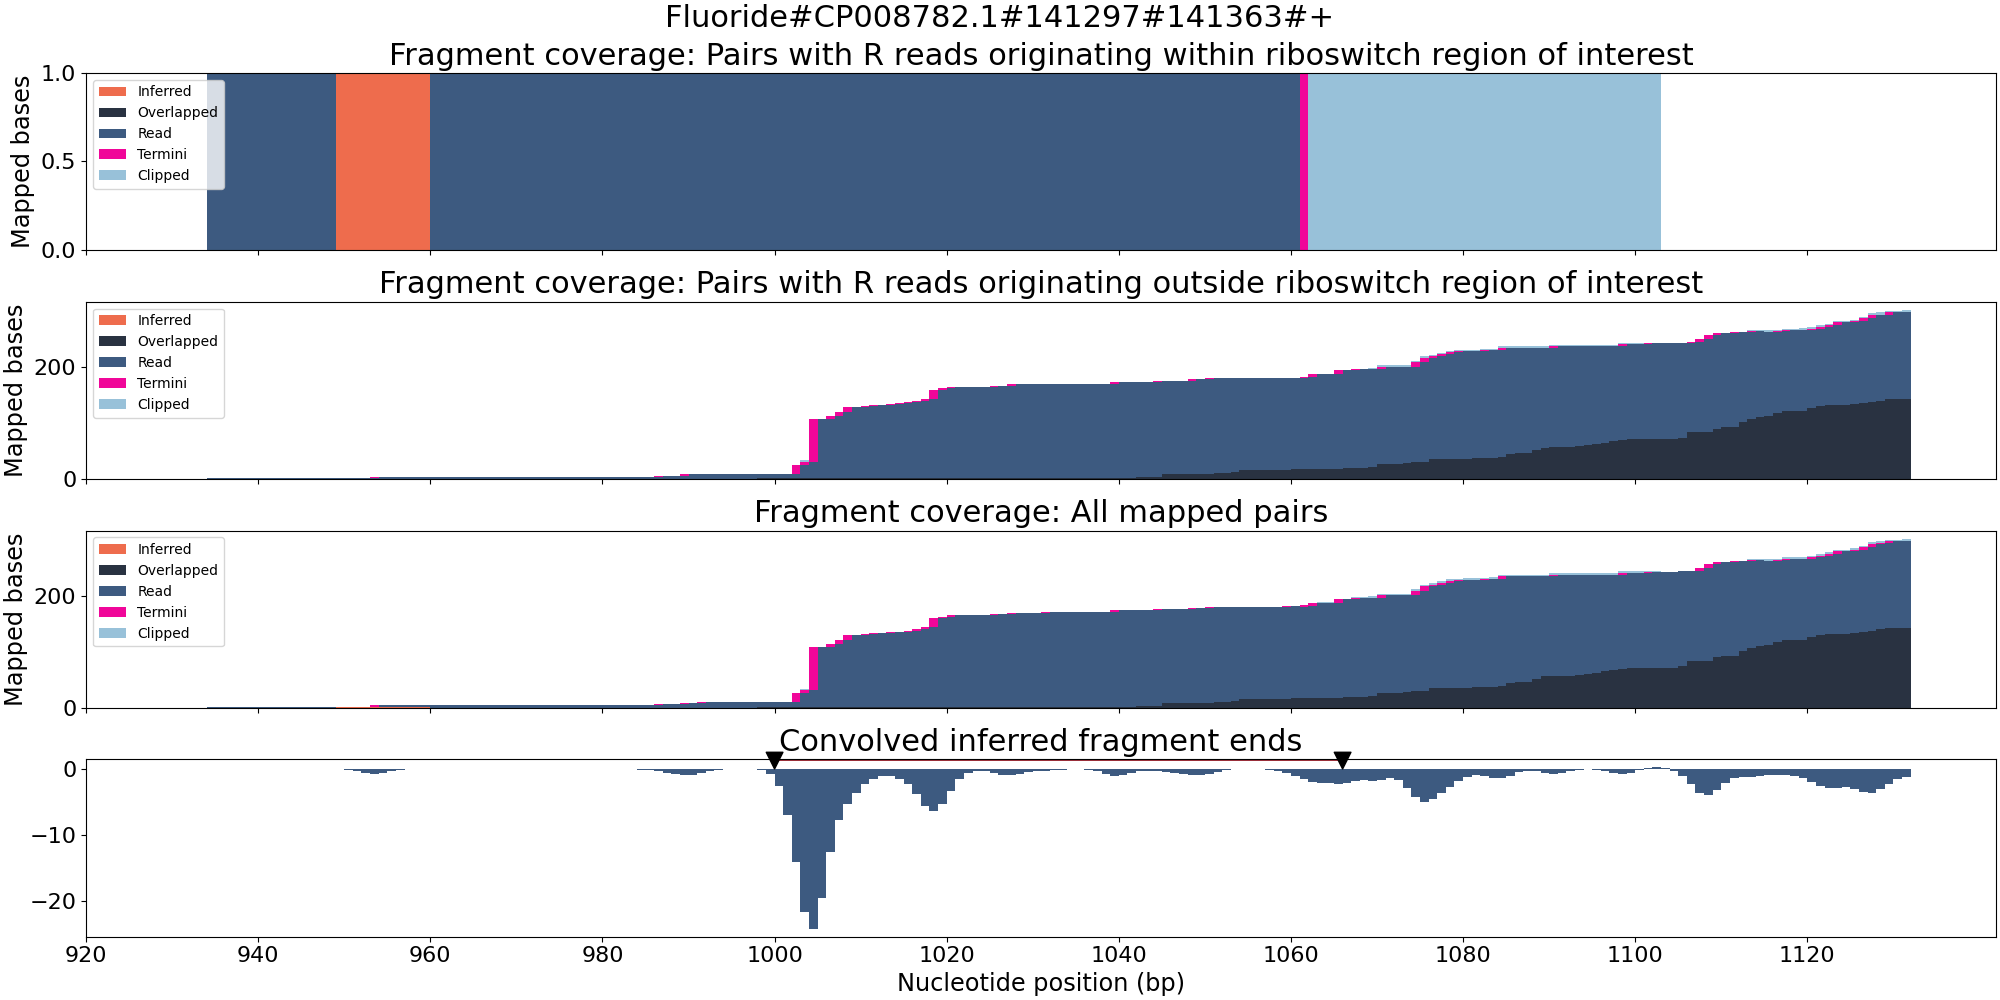 Fluoride#CP008782.1#141297#141363#+
Fragment coverage: Pairs with R reads originating within riboswitch region of interest
Mapped bases
1.0
0.5
0.0
Inferred
Overlapped
Read
Termini
Clipped
Fragment coverage: Pairs with R reads originating outside riboswitch region of interest
Mapped bases
200
0
Inferred
Overlapped
Read
Termini
Clipped
Fragment coverage: All mapped pairs
Mapped bases
200
0
Inferred
Overlapped
Read
Termini
Clipped
Convolved inferred fragment ends
0
−10
−20
920 940 960 980 1000 1020 1040 1060 1080 1100 1120
Nucleotide position (bp)